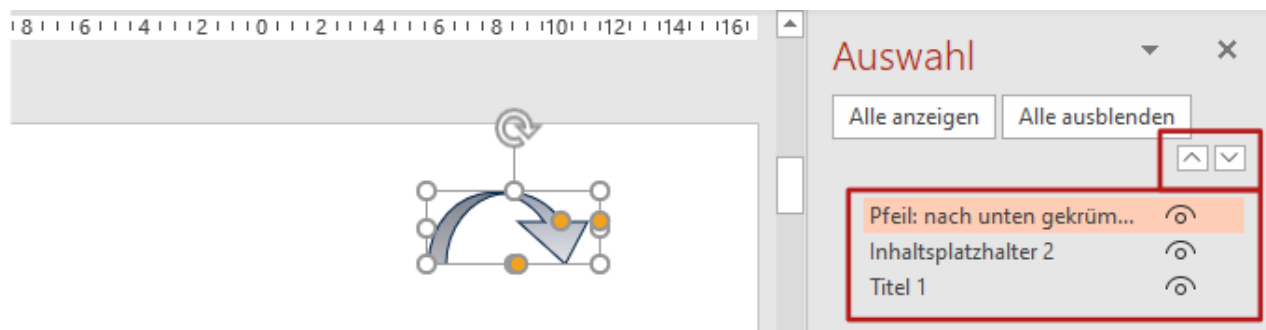 8 6 4 2 0 2 4 6 8 10 12 14 16
Auswahl
Alle anzeigen Alle ausblenden
Pfeil: nach unten gekrüm...
Inhaltsplatzhalter 2
Titel 1